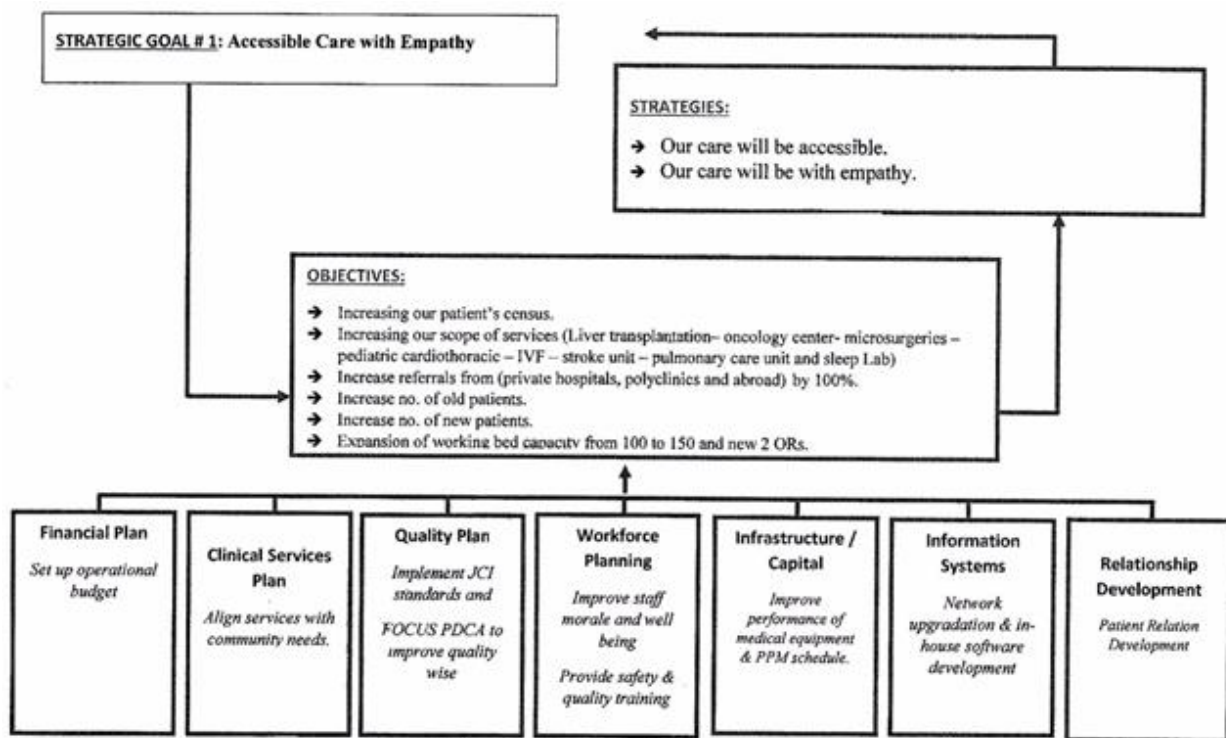 STRATEGIC GOAL # 1: Accessible Care with Empathy
STRATEGIES:
➔ Our care will be accessible.
➔ Our care will be with empathy.
OBJECTIVES:
➔ Increasing our patient's census.
➔ Increasing our scope of services (Liver transplantation– oncology center- microsurgeries –
pediatric cardiothoracic – IVF – stroke unit – pulmonary care unit and sleep Lab)
➔ Increase referrals from (private hospitals, polyclinics and abroad) by 100%.
➔ Increase no. of old patients.
➔ Increase no. of new patients.
➔ Expansion of working bed capacity from 100 to 150 and new 2 ORs.
Financial Plan
Set up operational
budget
Clinical Services
Plan
Align services with
community needs.
Quality Plan
Implement JCI
standards and
FOCUS PDCA to
improve quality
wise
Workforce
Planning
Improve staff
morale and well
being
Provide safety &
quality training
Infrastructure /
Capital
Improve
performance of
medical equipment
& PPM schedule.
Information
Systems
Network
upgradation & in-
house software
development
Relationship
Development
Patient Relation
Development